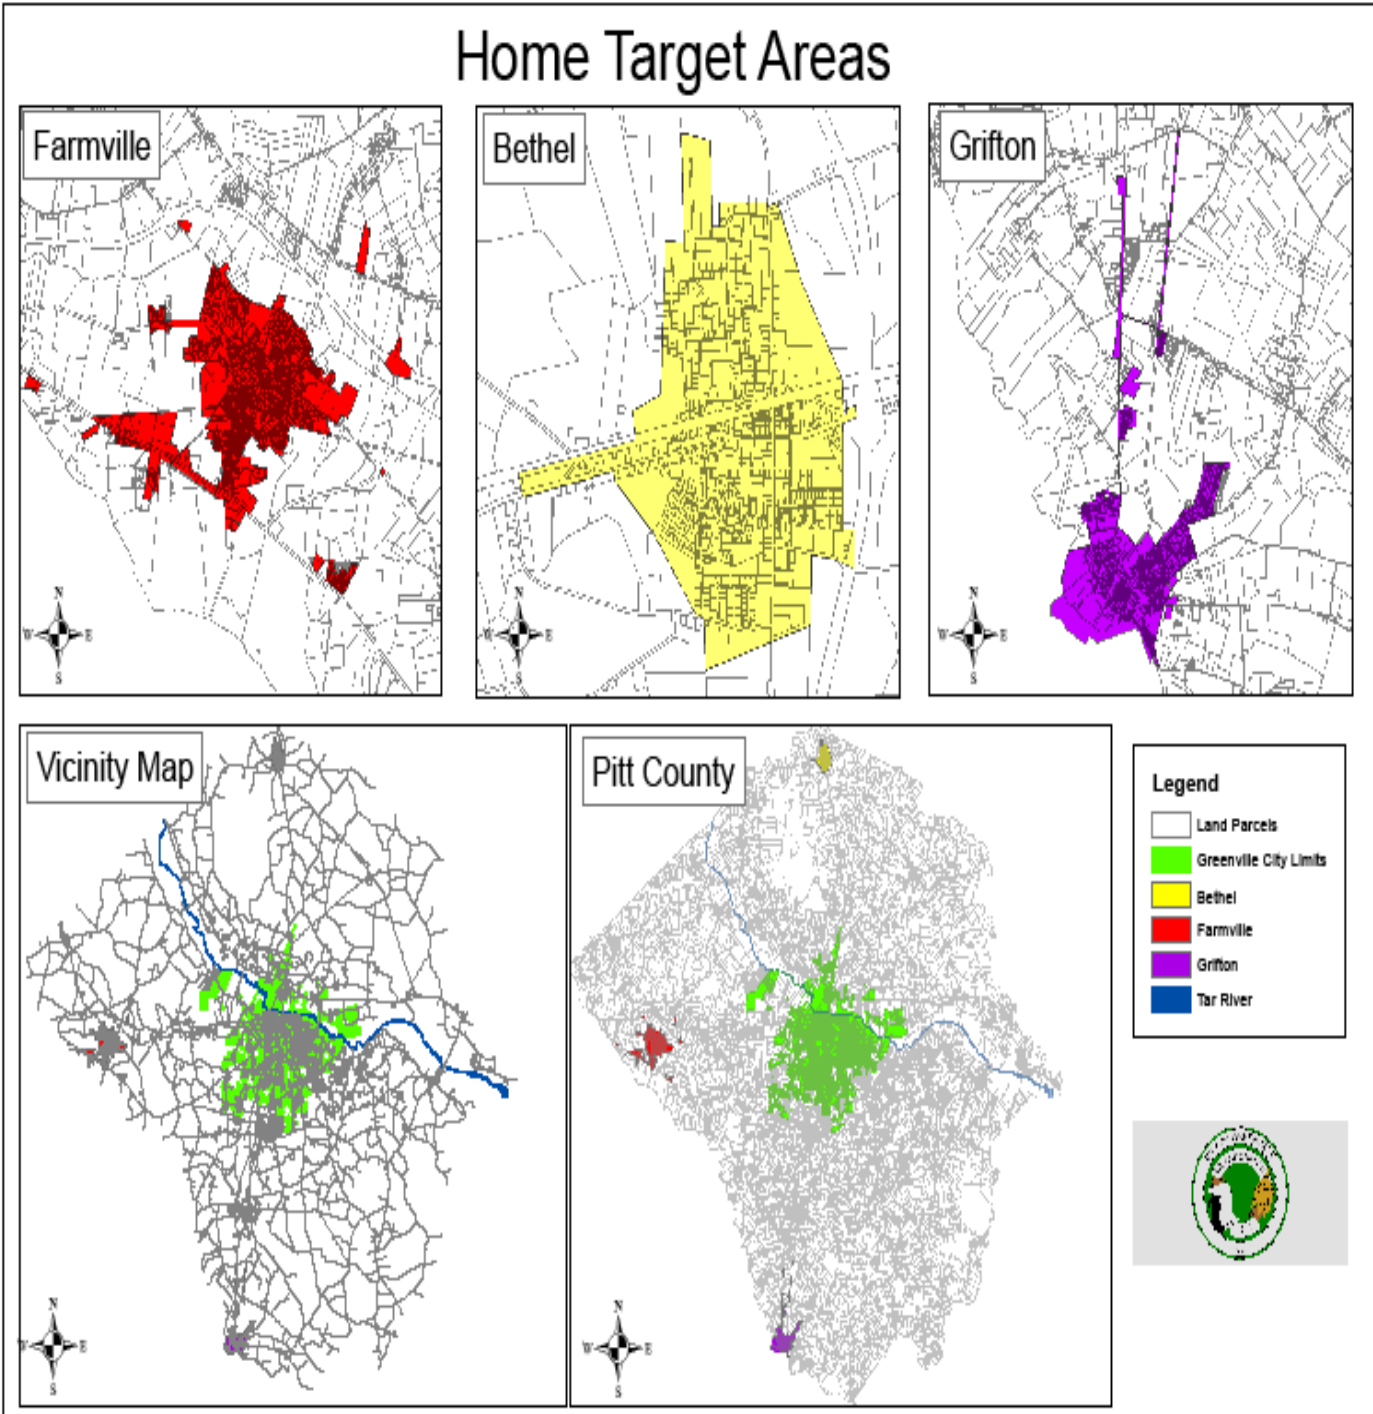 Home Target Areas
Farmville
Bethel
Grifton
N
W E
S
N
W E
S
N
W E
S
Vicinity Map
Pitt County
Legend
Land Parcels
Greenville City Limits
Bethel
Farmville
Grifton
Tar River
N
W E
S
N
W E
S